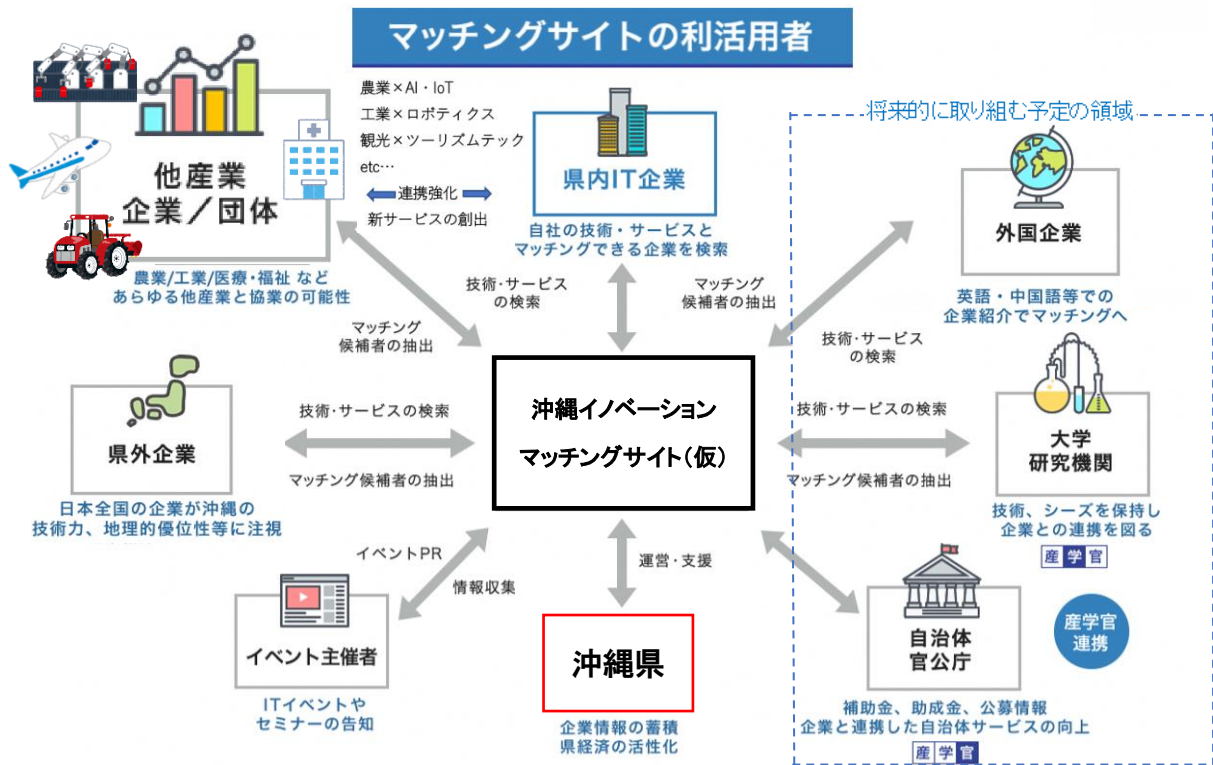 マッチングサイトの利活用者
他産業
企業／団体
農業/工業/医療・福祉 など
あらゆる他産業と協業の可能性
農業×AI・IoT
工業×ロボティクス
観光×ツーリズムテック
etc…
連携強化
新サービスの創出
県内IT企業
自社の技術・サービスと
マッチングできる企業を検索
将来的に取り組む予定の領域
外国企業
英語・中国語等での
企業紹介でマッチングへ
技術・サービス
の検索
マッチング
候補者の抽出
マッチング
候補者の抽出
技術・サービス
の検索
県外企業
日本全国の企業が沖縄の
技術力、地理的優位性等に注視
技術・サービスの検索
マッチング候補者の抽出
沖縄イノベーション
マッチングサイト（仮）
技術・サービスの検索
マッチング候補者の抽出
大学
研究機関
技術、シーズを保持し
企業との連携を図る
産学官
イベントPR
情報収集
イベント主催者
ITイベントや
セミナーの告知
運営・支援
沖縄県
企業情報の蓄積
県経済の活性化
自治体
官公庁
産学官
連携
補助金、助成金、公募情報
企業と連携した自治体サービスの向上
産学官